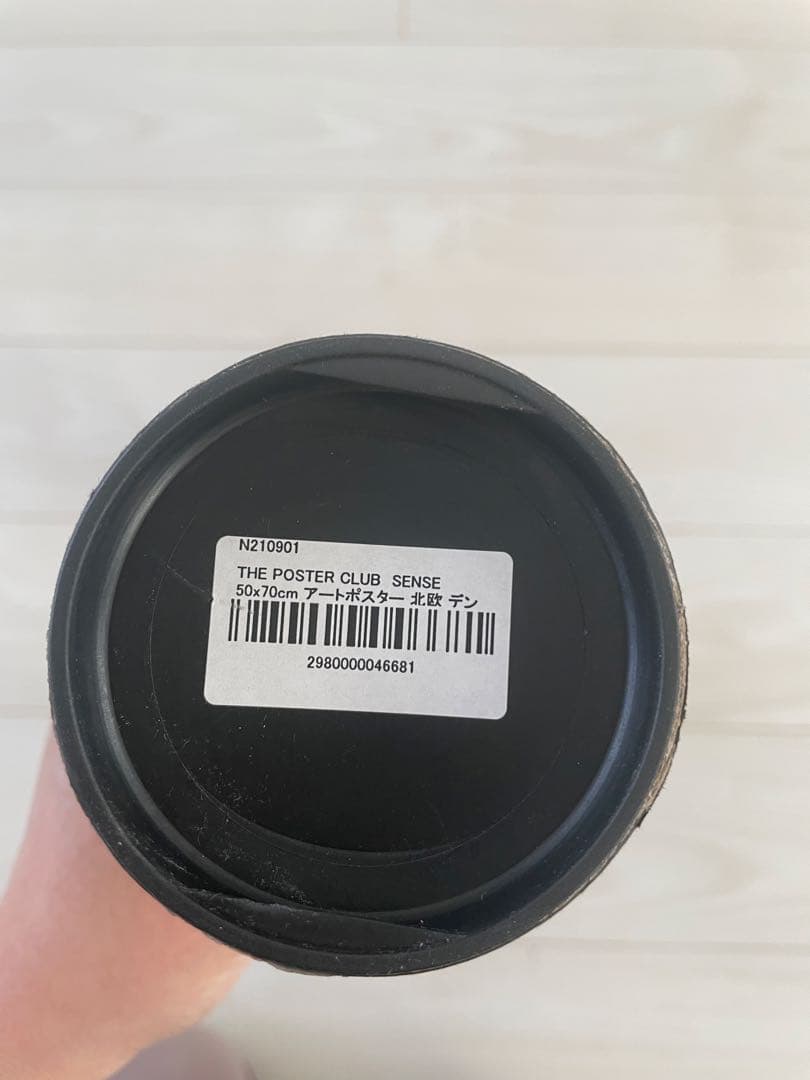 N210901
THE POSTER CLUB SENSE
50x70cm アートポスター 北欧 デン
2980000046681